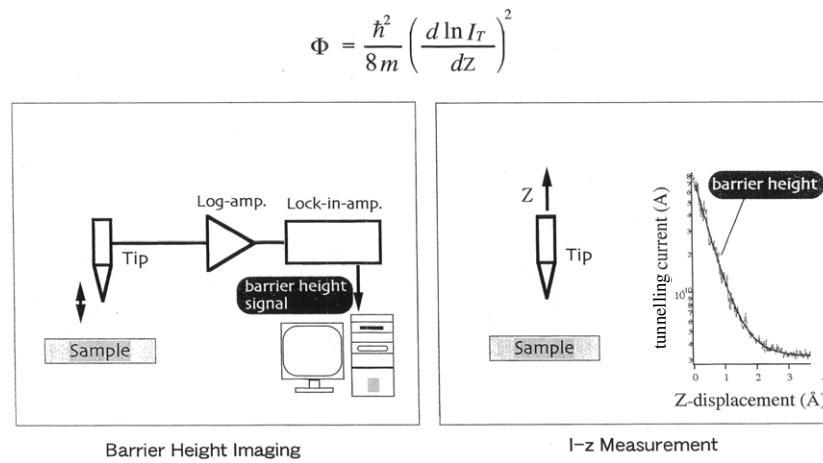 Φ = ħ² / 8m ( d ln I_T / dZ )²
Log-amp.
Lock-in-amp.
Tip
barrier height
signal
Sample
Barrier Height Imaging
Z
Tip
Sample
barrier height
tunnelling current (A)
10
0 1 2 3
Z-displacement (Å)
I-z Measurement